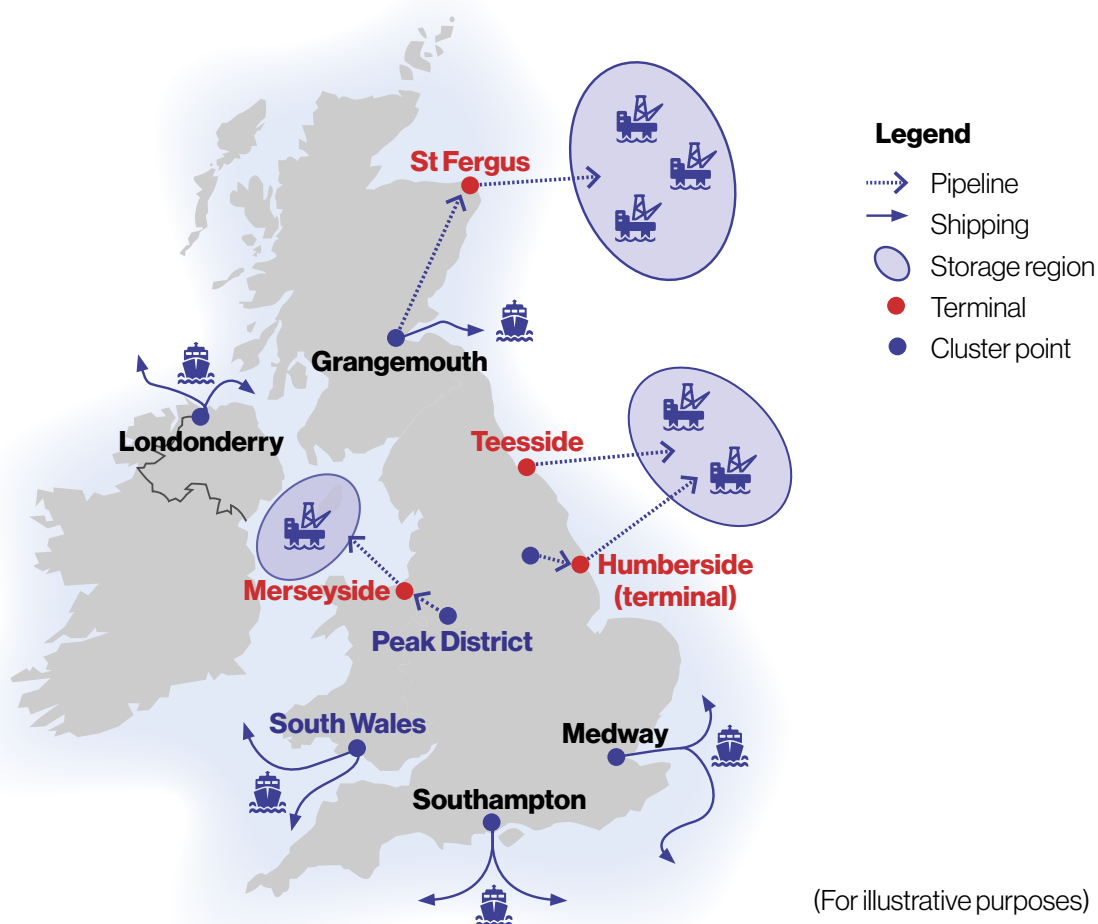 St Fergus
Grangemouth
Londonderry
Teesside
Humberside
(terminal)
Merseyside
Peak District
South Wales
Medway
Southampton
Legend
Pipeline
Shipping
Storage region
Terminal
Cluster point
(For illustrative purposes)